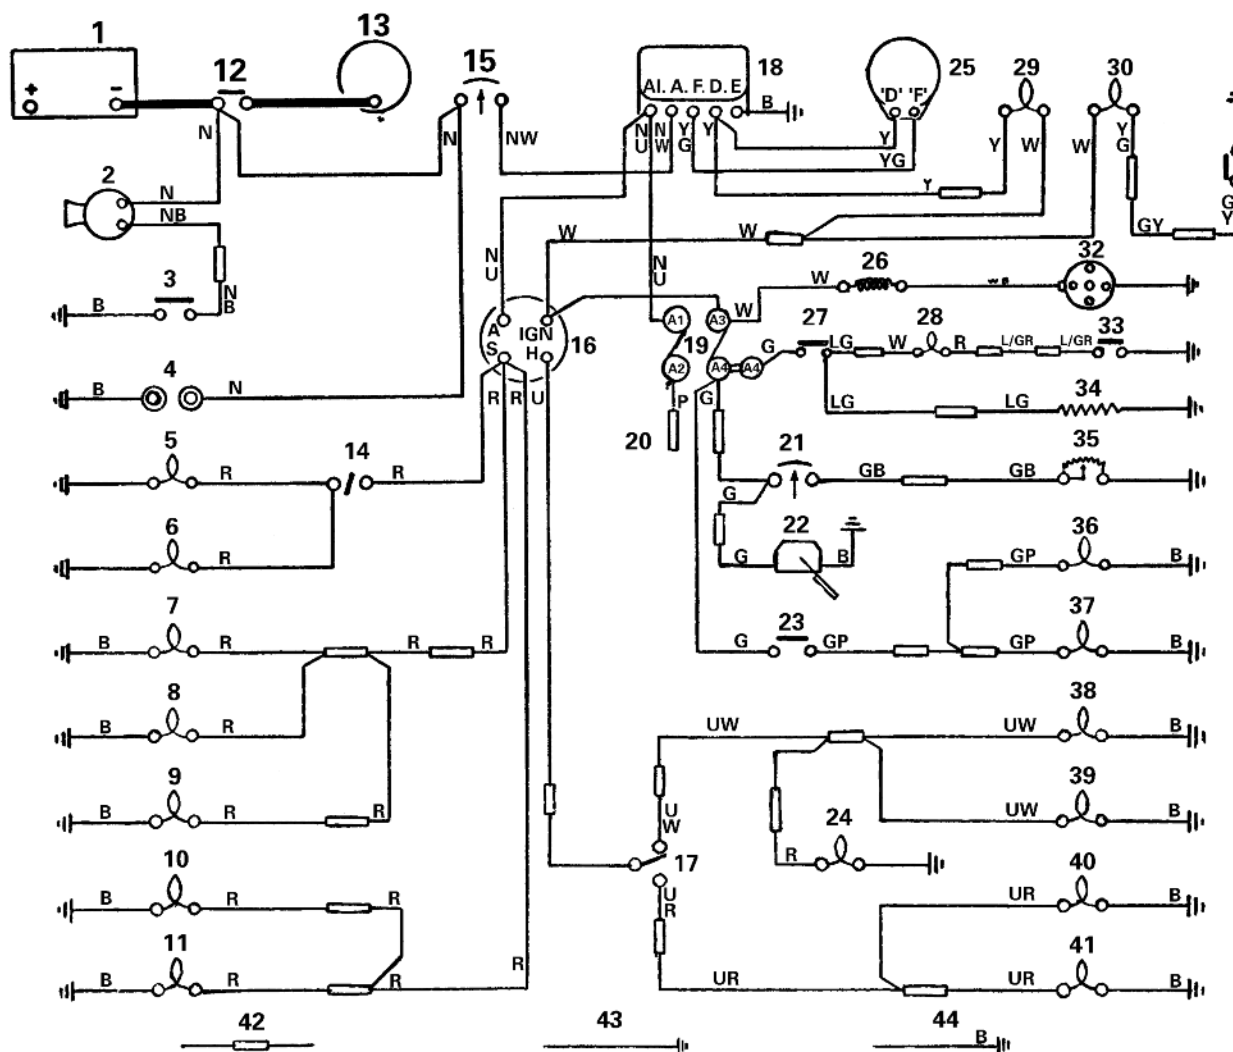 1
13
12
15
18
25
29
30
+
-
AI. A. F. D. E
'D' 'F'
B
N
N
NW
N
U
N
W
Y
G
Y
Y
YG
Y
W
W
Y
G
2
N
NB
Y
GY
G
Y
W
W
N
U
N
U
3
B
N
B
26
32
W
A
IGN
S
H
16
A1
A3
W
19
A2
A4
A4
G
27
LG
28
W
R
L/GR
L/GR
33
4
B
N
R
R
U
P
G
LG
LG
34
20
5
R
14
R
21
GB
GB
35
G
6
R
22
G
B
36
GP
B
7
B
R
R
R
23
G
GP
37
GP
B
8
B
R
38
UW
UW
B
9
B
R
R
39
UW
B
U
W
24
R
17
10
B
R
R
40
UR
B
U
R
11
B
R
R
R
41
UR
UR
B
42
43
44
B